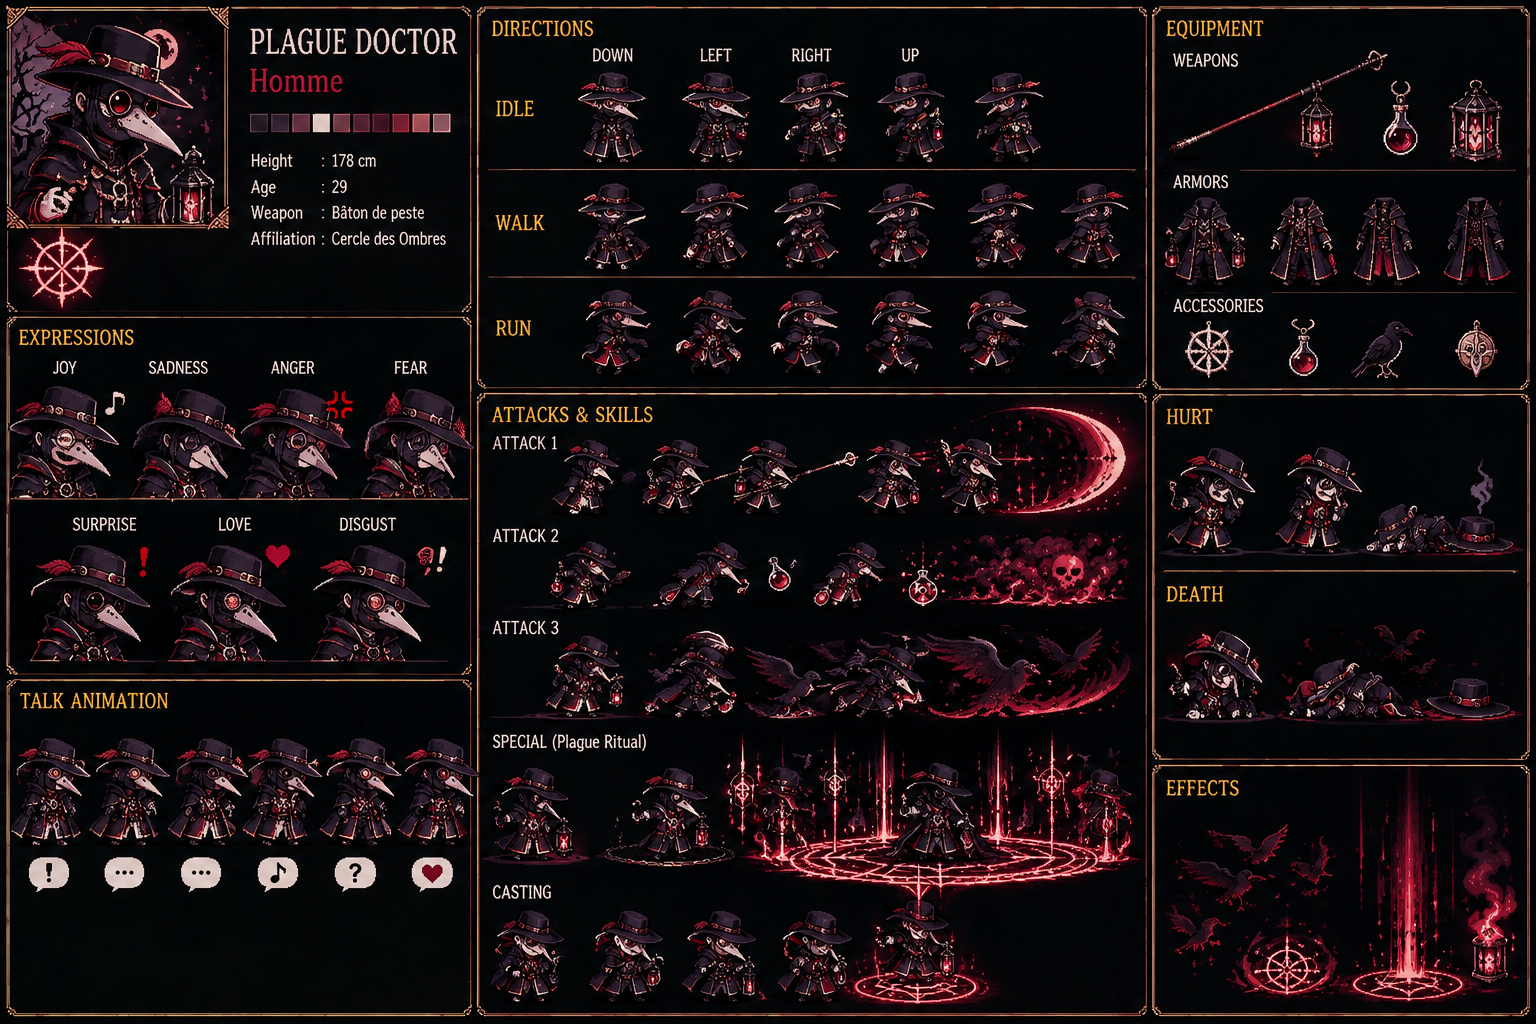 PLAGUE DOCTOR
Homme
Height : 178 cm
Age : 29
Weapon : Bâton de peste
Affiliation : Cercle des Ombres
EXPRESSIONS
JOY SADNESS ANGER FEAR
SURPRISE LOVE DISGUST
!
!
TALK ANIMATION
! ... ... ♪ ? ♥
DIRECTIONS
DOWN LEFT RIGHT UP
IDLE
WALK
RUN
ATTACKS & SKILLS
ATTACK 1
ATTACK 2
ATTACK 3
SPECIAL (Plague Ritual)
CASTING
EQUIPMENT
WEAPONS
ARMORS
ACCESSORIES
HURT
DEATH
EFFECTS